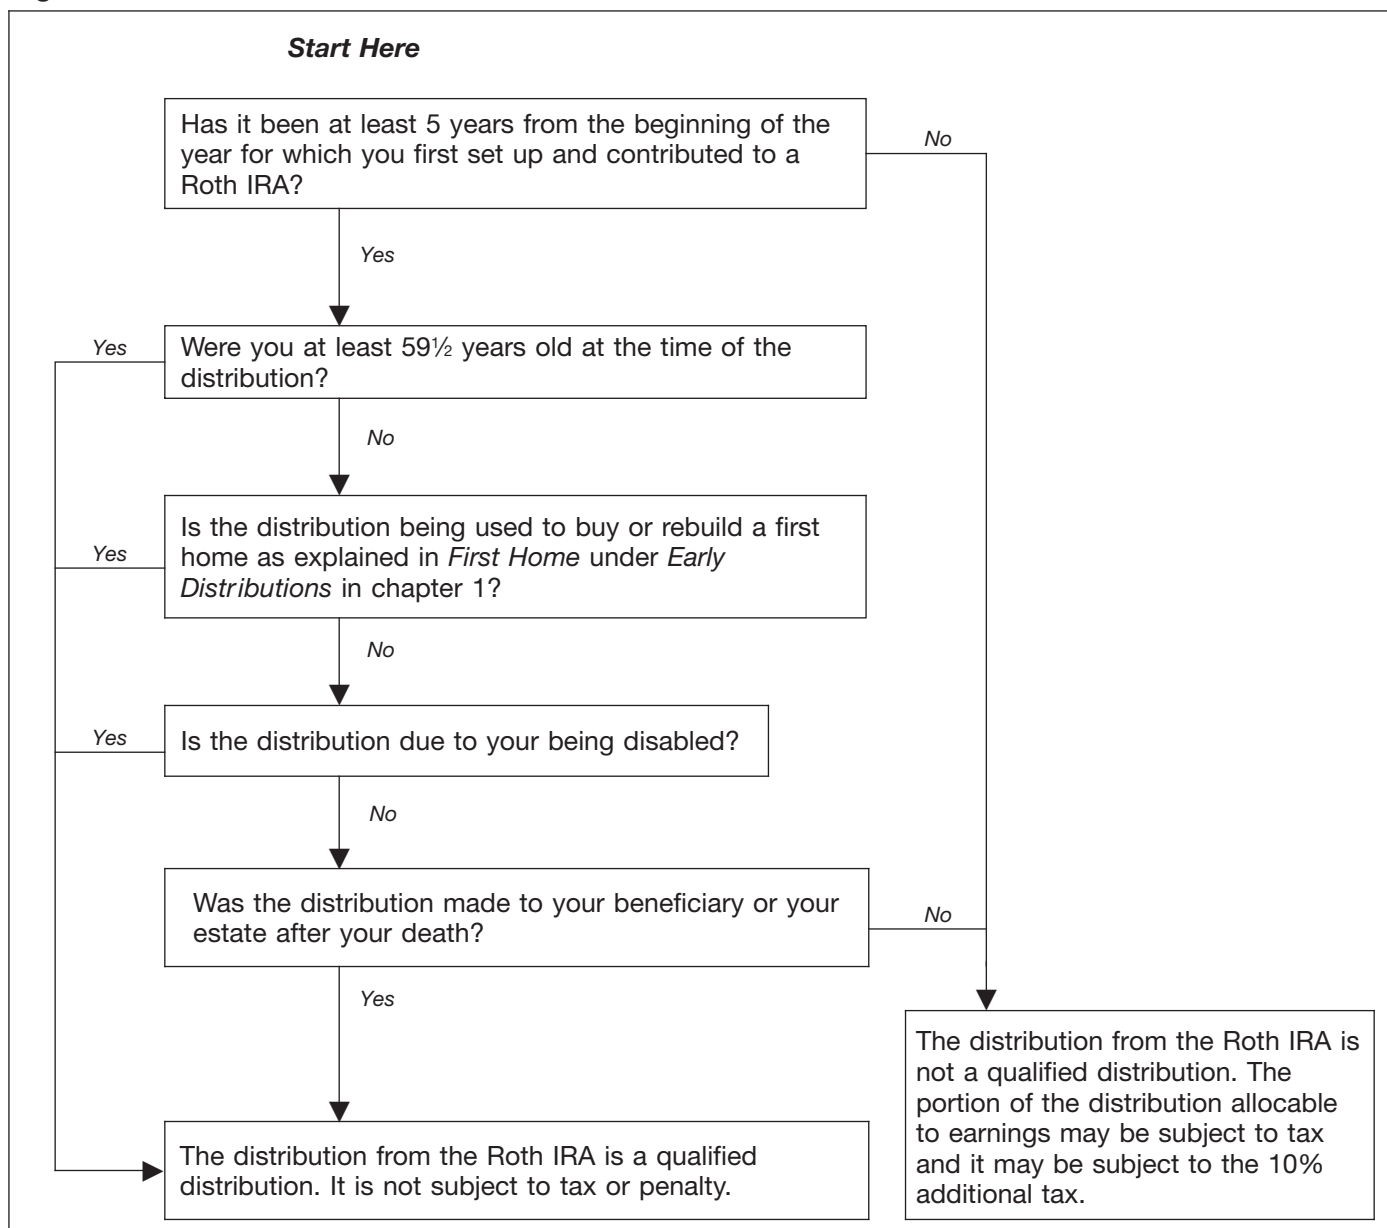 Start Here
Has it been at least 5 years from the beginning of the
year for which you first set up and contributed to a
Roth IRA?
No
Yes
Yes
Were you at least 59½ years old at the time of the
distribution?
No
Yes
Is the distribution being used to buy or rebuild a first
home as explained in First Home under Early
Distributions in chapter 1?
No
Yes
Is the distribution due to your being disabled?
No
Was the distribution made to your beneficiary or your
estate after your death?
No
Yes
The distribution from the Roth IRA is a qualified
distribution. It is not subject to tax or penalty.
The distribution from the Roth IRA is
not a qualified distribution. The
portion of the distribution allocable
to earnings may be subject to tax
and it may be subject to the 10%
additional tax.